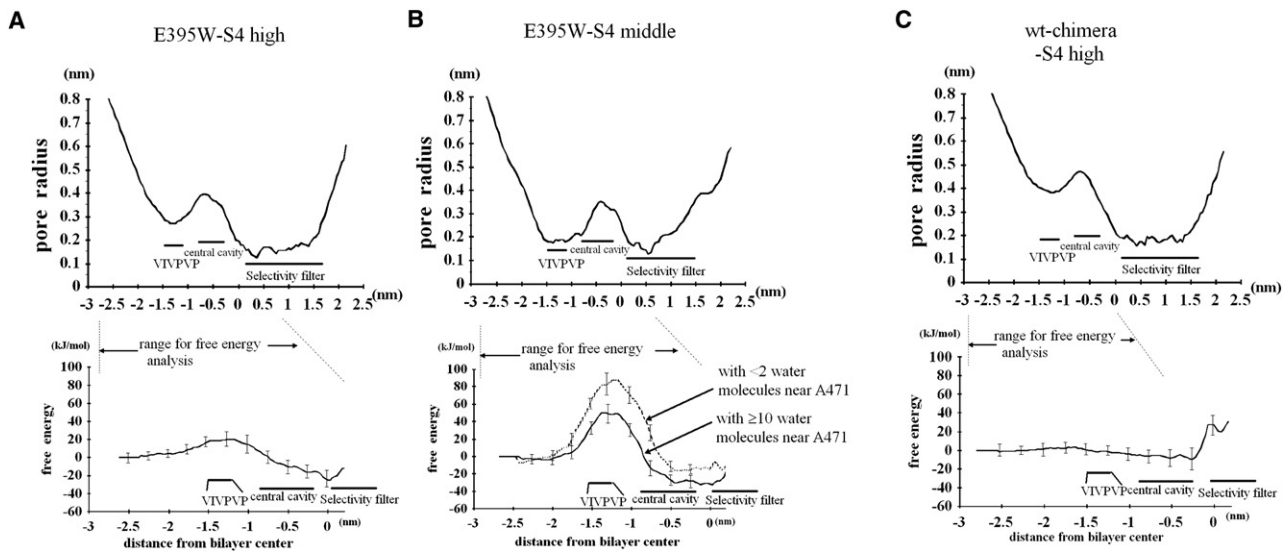 A
E395W-S4 high
(nm)
pore radius
0.8
0.7
0.6
0.5
0.4
0.3
0.2
0.1
VIVPVP
central cavity
Selectivity filter
-3 -2.5 -2 -1.5 -1 -0.5 0 0.5 1 1.5 2 2.5 (nm)
(kJ/mol)
range for free energy
analysis
free energy
100
80
60
40
20
0
-20
-40
-60
VIVPVP
central cavity
Selectivity filter
-3 -2.5 -2 -1.5 -1 -0.5 0 (nm)
distance from bilayer center
B
E395W-S4 middle
(nm)
pore radius
0.8
0.7
0.6
0.5
0.4
0.3
0.2
0.1
VIVPVP
central cavity
Selectivity filter
-3 -2.5 -2 -1.5 -1 -0.5 0 0.5 1 1.5 2 2.5 (nm)
(kJ/mol)
range for free energy
analysis
free energy
100
80
60
40
20
0
-20
-40
-60
with <2 water
molecules near A471
with ≥10 water
molecules near A471
VIVPVP
central cavity
Selectivity filter
-3 -2.5 -2 -1.5 -1 -0.5 0 (nm)
distance from bilayer center
C
wt-chimera
-S4 high
(nm)
pore radius
0.8
0.7
0.6
0.5
0.4
0.3
0.2
0.1
VIVPVP
central cavity
Selectivity filter
-3 -2.5 -2 -1.5 -1 -0.5 0 0.5 1 1.5 2 2.5 (nm)
(kJ/mol)
range for free energy
analysis
free energy
100
80
60
40
20
0
-20
-40
-60
VIVPVP
central cavity
Selectivity filter
-3 -2.5 -2 -1.5 -1 -0.5 0 (nm)
distance from bilayer center